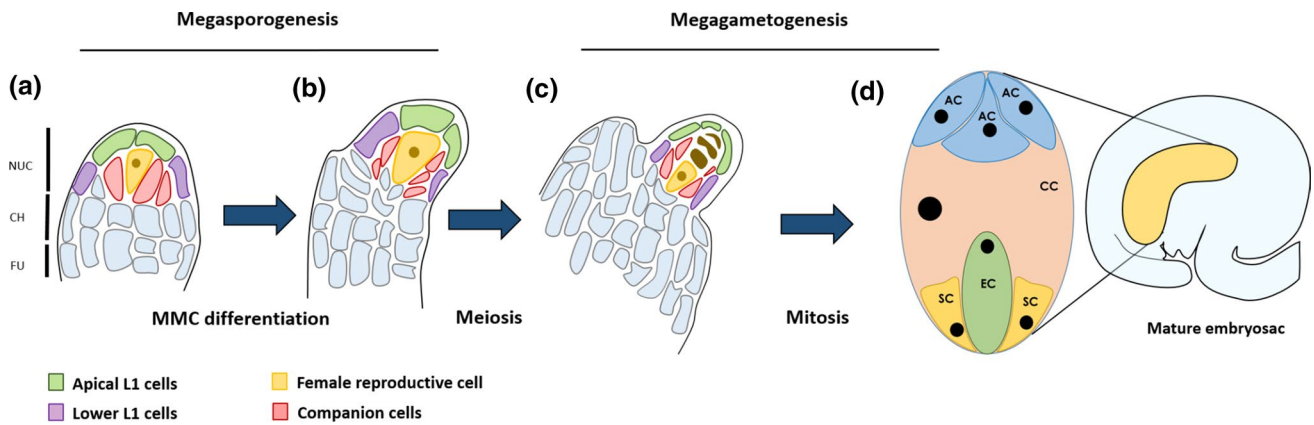 Megasporogenesis
Megagametogenesis
(a)
(b)
(c)
(d)
NUC
CH
FU
AC
AC
AC
CC
EC
SC
SC
MMC differentiation
Meiosis
Mitosis
Mature embryosac
Apical L1 cells
Female reproductive cell
Lower L1 cells
Companion cells